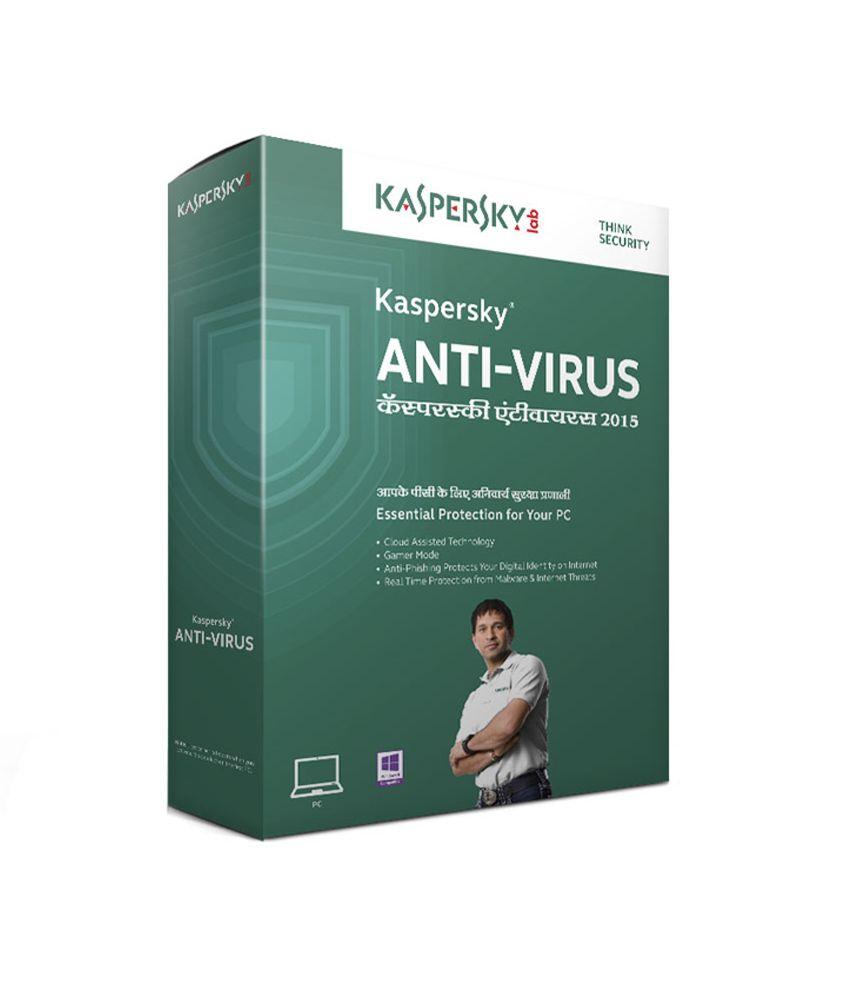 KASPERSKY lab
THINK
SECURITY
Kaspersky®
ANTI-VIRUS
कॅस्परस्की एंटीवायरस 2015
आपके पीसी के लिए अनिवार्य सुरक्षा प्रणाली
Essential Protection for Your PC
• Cloud Assisted Technology
• Gamer Mode
• Anti-Phishing Protects Your Digital Identity on Internet
• Real Time Protection from Malware & Internet Threats
PC
KASPERSKY lab
Kaspersky®
ANTI-VIRUS